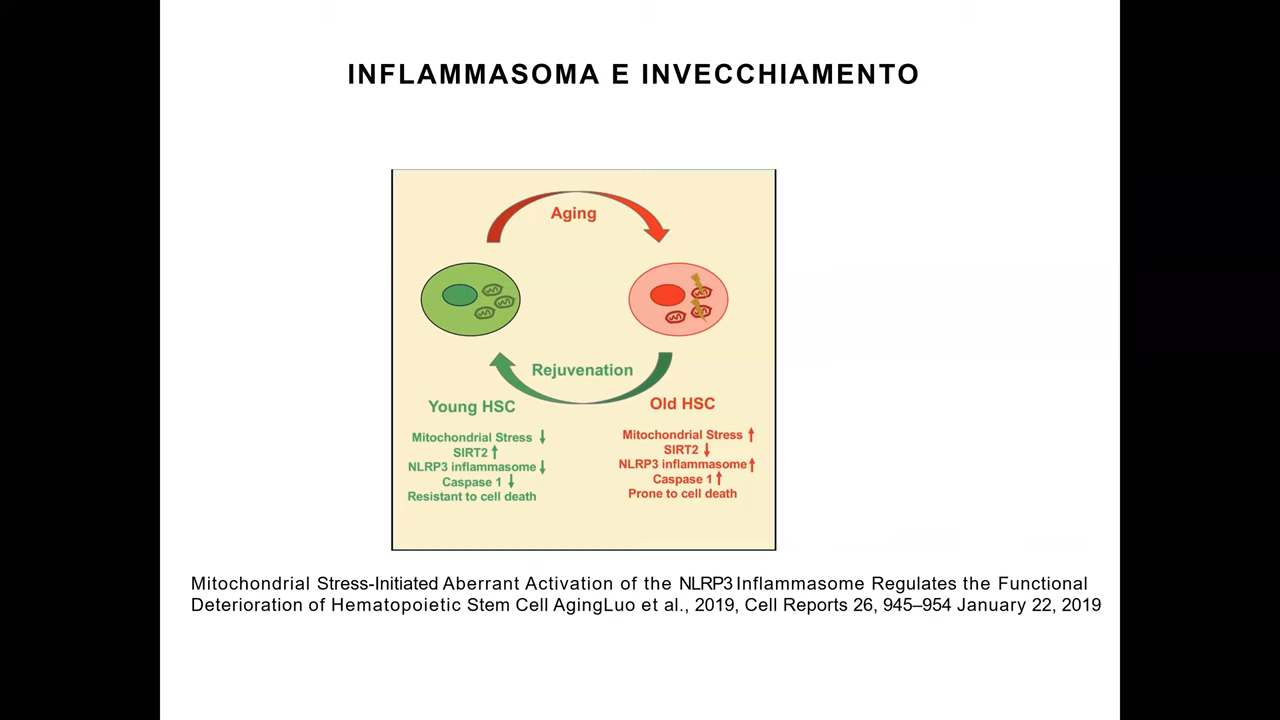 INFLAMMASOMA E INVECCHIAMENTO
Aging
Rejuvenation
Young HSC
Mitochondrial Stress ↓
SIRT2 ↑
NLRP3 inflammasome ↓
Caspase 1 ↓
Resistant to cell death
Old HSC
Mitochondrial Stress ↑
SIRT2 ↓
NLRP3 inflammasome ↑
Caspase 1 ↑
Prone to cell death
Mitochondrial Stress-Initiated Aberrant Activation of the NLRP3 Inflammasome Regulates the Functional
Deterioration of Hematopoietic Stem Cell AgingLuo et al., 2019, Cell Reports 26, 945–954 January 22, 2019